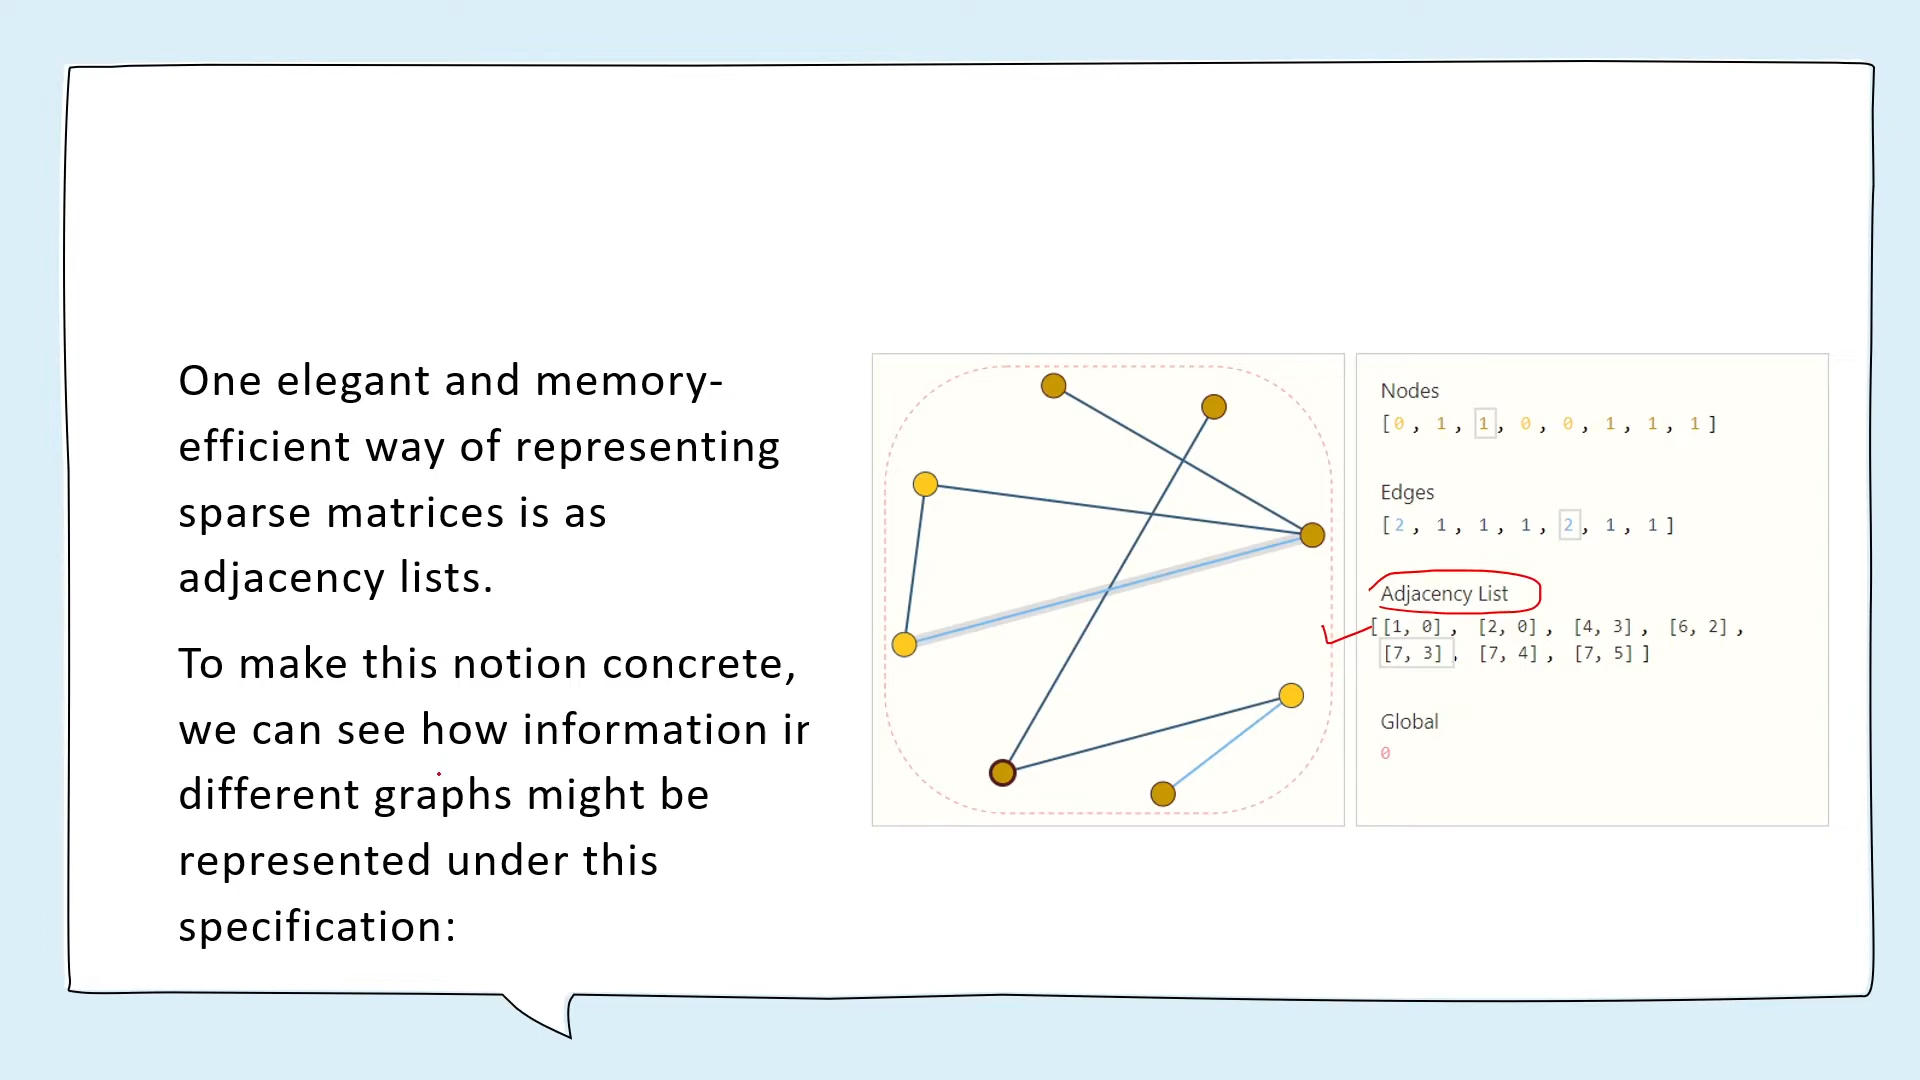 One elegant and memory-
efficient way of representing
sparse matrices is as
adjacency lists.
To make this notion concrete,
we can see how information in
different graphs might be
represented under this
specification:
Nodes
[0, 1, 1, 0, 0, 1, 1, 1]
Edges
[2, 1, 1, 1, 2, 1, 1]
Adjacency List
[[1, 0], [2, 0], [4, 3], [6, 2],
[7, 3], [7, 4], [7, 5]]
Global
0